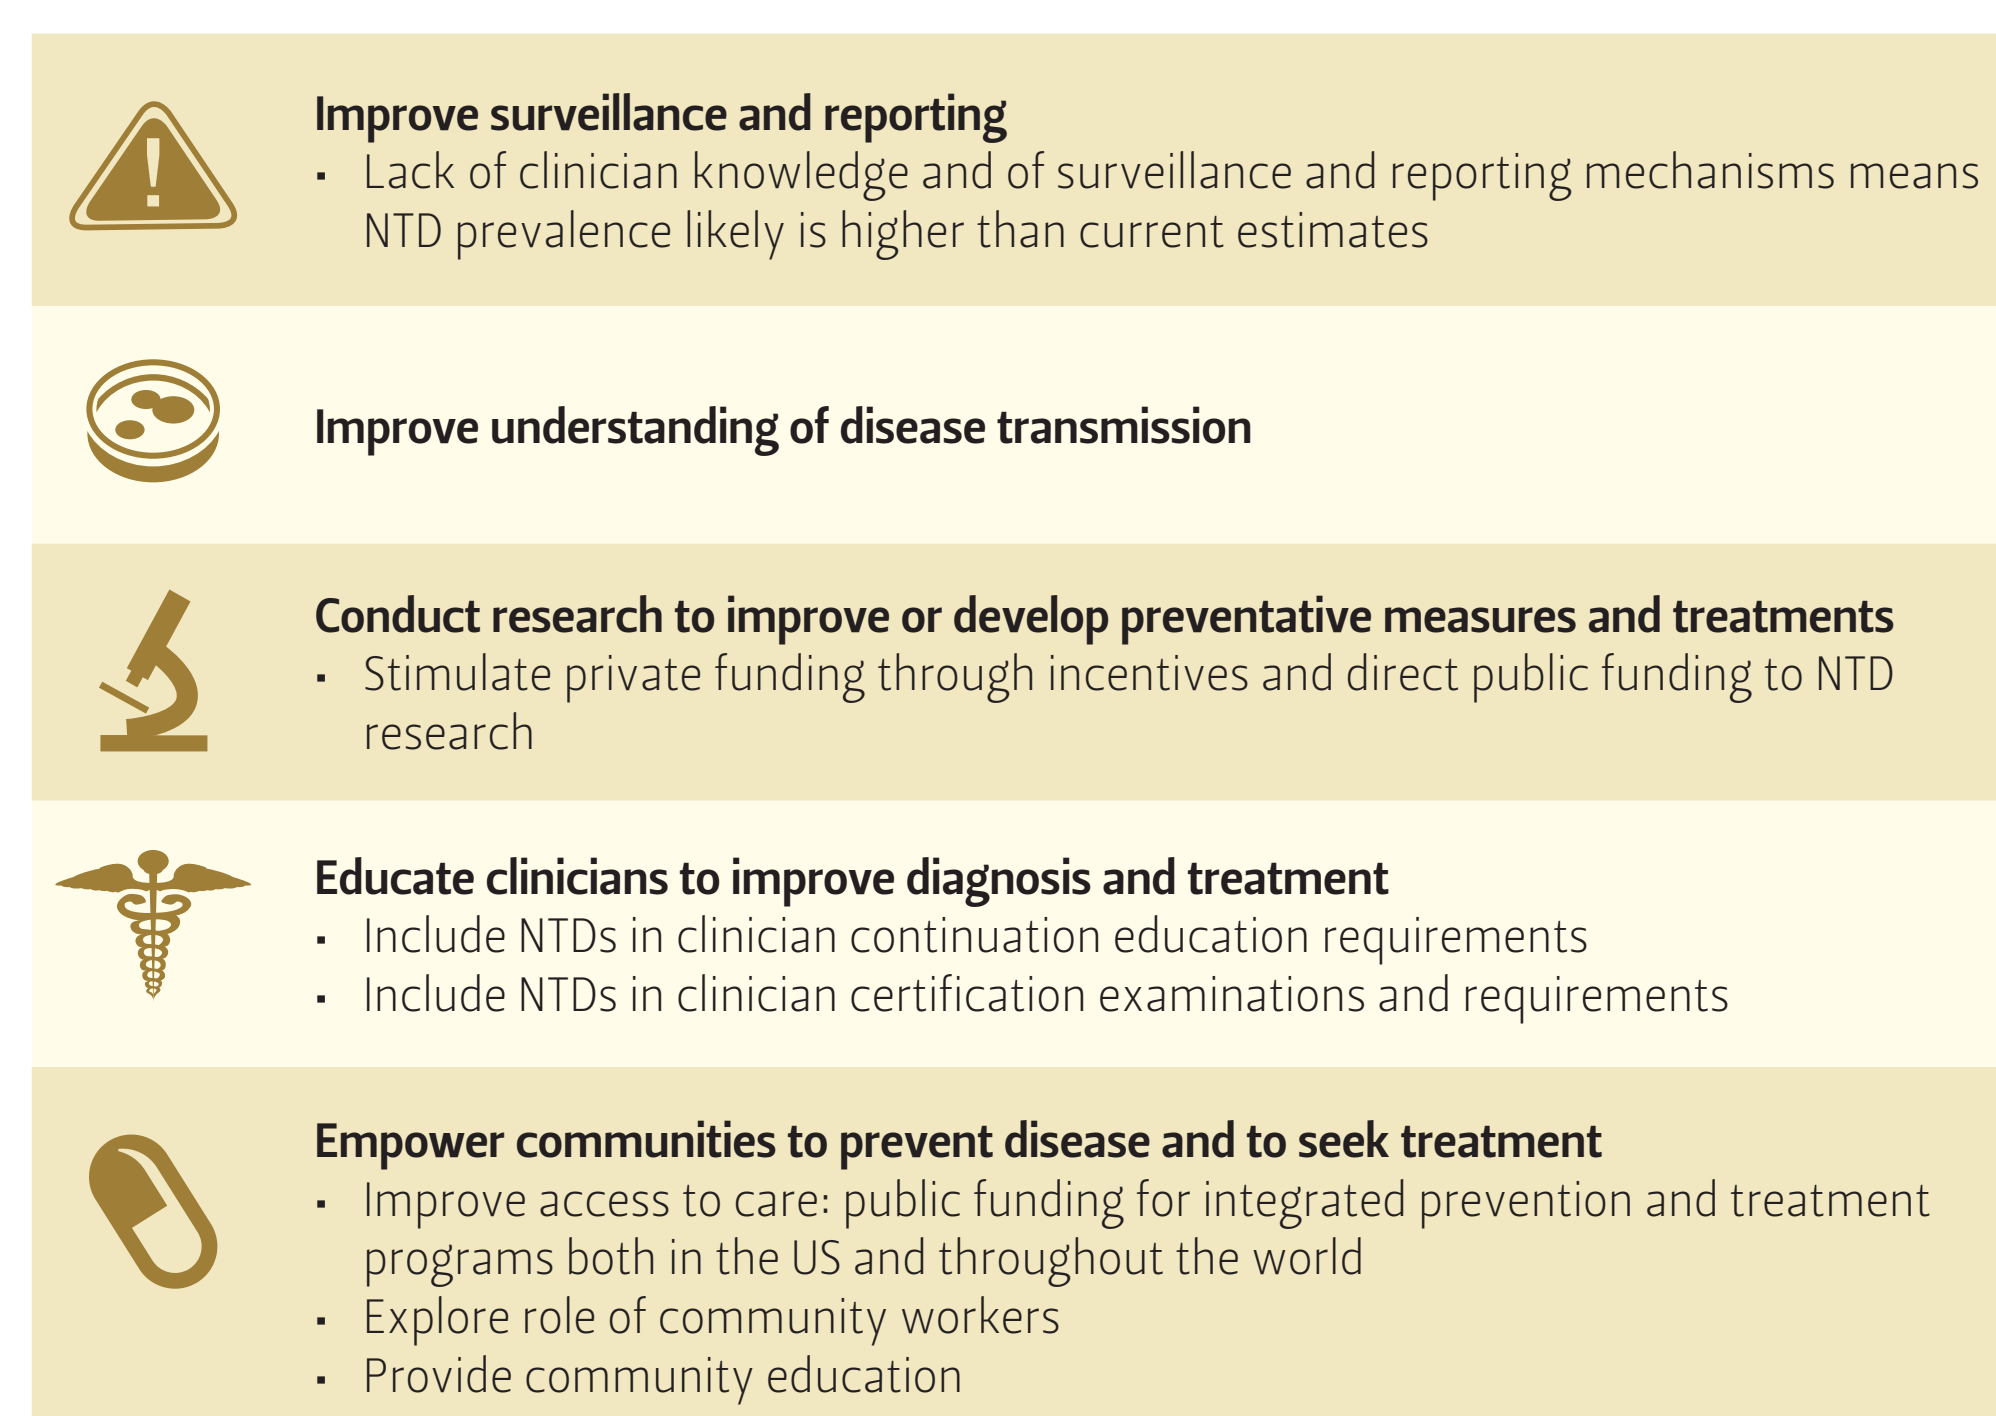 Improve surveillance and reporting
▪ Lack of clinician knowledge and of surveillance and reporting mechanisms means
NTD prevalence likely is higher than current estimates
Improve understanding of disease transmission
Conduct research to improve or develop preventative measures and treatments
▪ Stimulate private funding through incentives and direct public funding to NTD
research
Educate clinicians to improve diagnosis and treatment
▪ Include NTDs in clinician continuation education requirements
▪ Include NTDs in clinician certification examinations and requirements
Empower communities to prevent disease and to seek treatment
▪ Improve access to care: public funding for integrated prevention and treatment
programs both in the US and throughout the world
▪ Explore role of community workers
▪ Provide community education